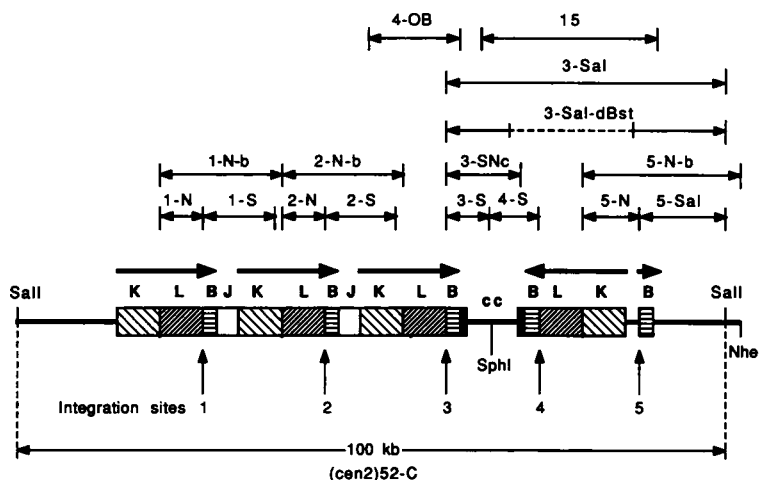 4-OB 15
3-Sal
3-Sal-dBst
1-N-b 2-N-b 3-SNc 5-N-b
1-N 1-S 2-N 2-S 3-S 4-S 5-N 5-Sal
SalI K L B J K L B J K L B cc B L K B SalI
SphI Nhe
Integration sites 1 2 3 4 5
100 kb
(cen2)52-C